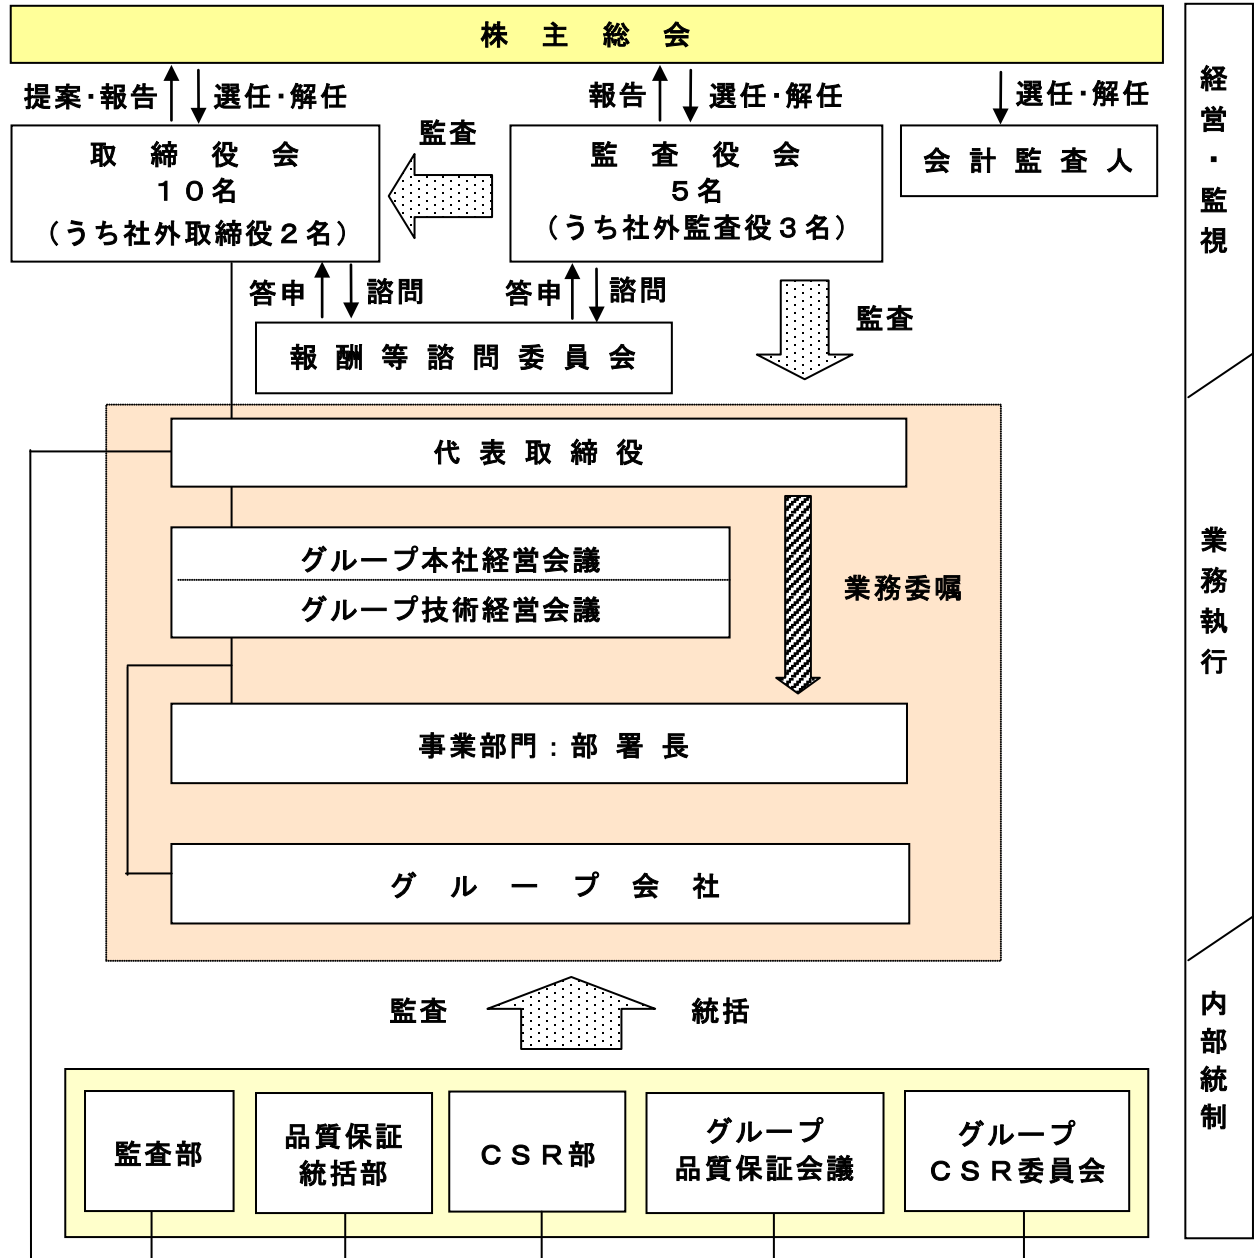 株主総会
提案・報告
選任・解任
報告
選任・解任
選任・解任
取締役会
10名
(うち社外取締役2名)
監査
監査役会
5名
(うち社外監査役3名)
会計監査人
答申
諮問
答申
諮問
報酬等諮問委員会
監査
代表取締役
グループ本社経営会議
グループ技術経営会議
業務委嘱
事業部門:部署長
グループ会社
監査
統括
監査部
品質保証
統括部
CSR部
グループ
品質保証会議
グループ
CSR委員会
経営・監視
業務執行
内部統制